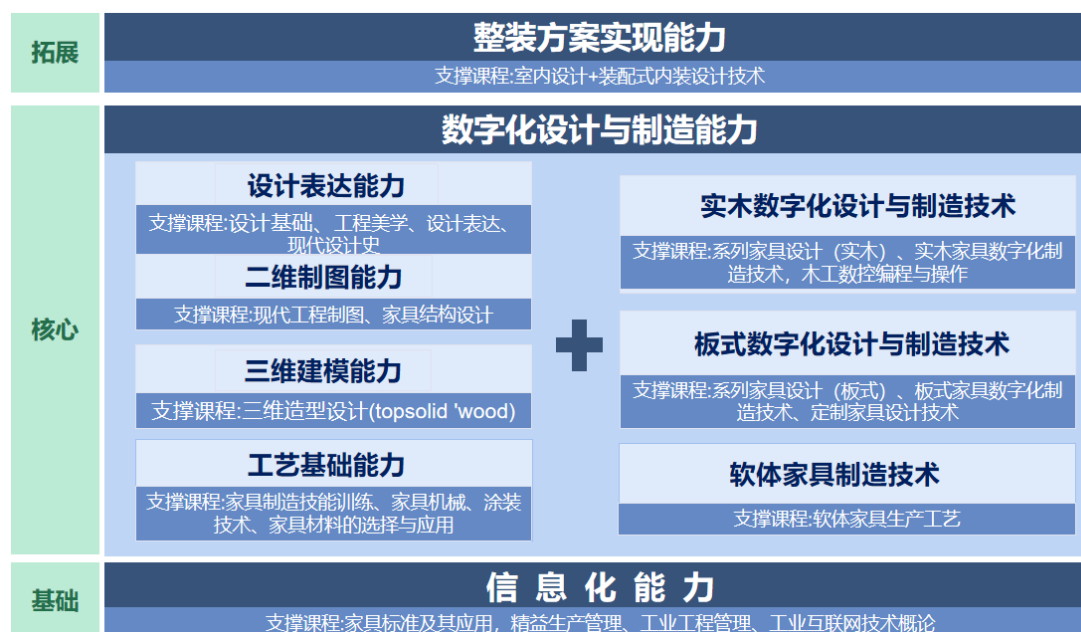 拓展
整装方案实现能力
支撑课程:室内设计+装配式内装设计技术
核心
数字化设计与制造能力
设计表达能力
支撑课程:设计基础、工程美学、设计表达、
现代设计史
二维制图能力
支撑课程:现代工程制图、家具结构设计
三维建模能力
支撑课程:三维造型设计(topsolid 'wood)
工艺基础能力
支撑课程:家具制造技能训练、家具机械、涂装
技术、家具材料的选择与应用
实木数字化设计与制造技术
支撑课程:系列家具设计（实木）、实木家具数字化制
造技术，木工数控编程与操作
板式数字化设计与制造技术
支撑课程:系列家具设计（板式）、板式家具数字化制
造技术、定制家具设计技术
软体家具制造技术
支撑课程:软体家具生产工艺
基础
信息化能力
支撑课程:家具标准及其应用，精益生产管理、工业工程管理、工业互联网技术概论